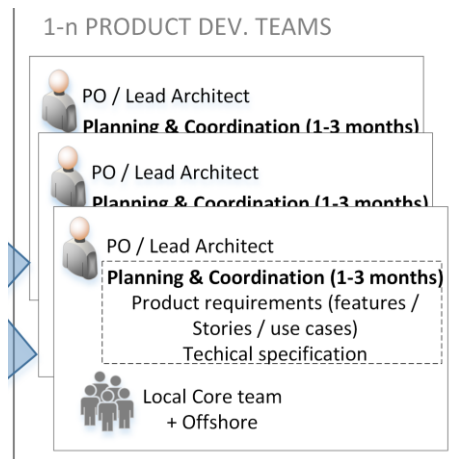 1-n PRODUCT DEV. TEAMS
PO / Lead Architect
Planning & Coordination (1-3 months)
PO / Lead Architect
Planning & Coordination (1-3 months)
PO / Lead Architect
Planning & Coordination (1-3 months)
Product requirements (features /
Stories / use cases)
Techical specification
Local Core team
+ Offshore